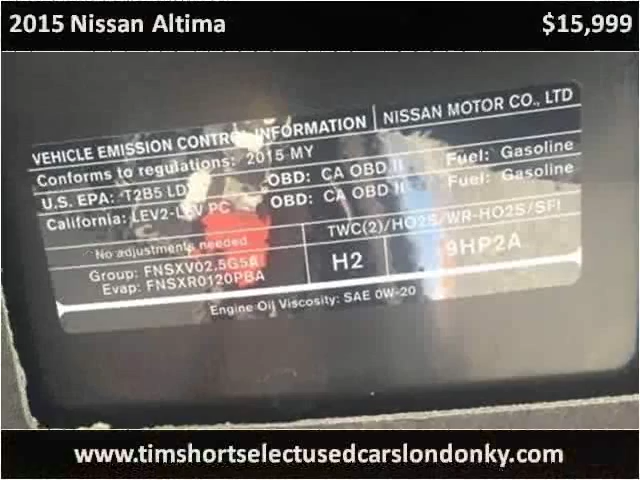 2015 Nissan Altima $15,999
VEHICLE EMISSION CONTROL INFORMATION NISSAN MOTOR CO., LTD
Conforms to regulations: 2015 MY
U.S. EPA: T2B5 LD OBD: CA OBD II Fuel: Gasoline
California: LEV2-LEV PC OBD: CA OBD II Fuel: Gasoline
No adjustments needed TWC(2)/HO2S/WR-HO2S/SFI
Group: FNSXV02.5G5A H2 9HP2A
Evap: FNSXR0120PBA
Engine Oil Viscosity: SAE 0W-20
www.timshortselectusedcarslondonky.com